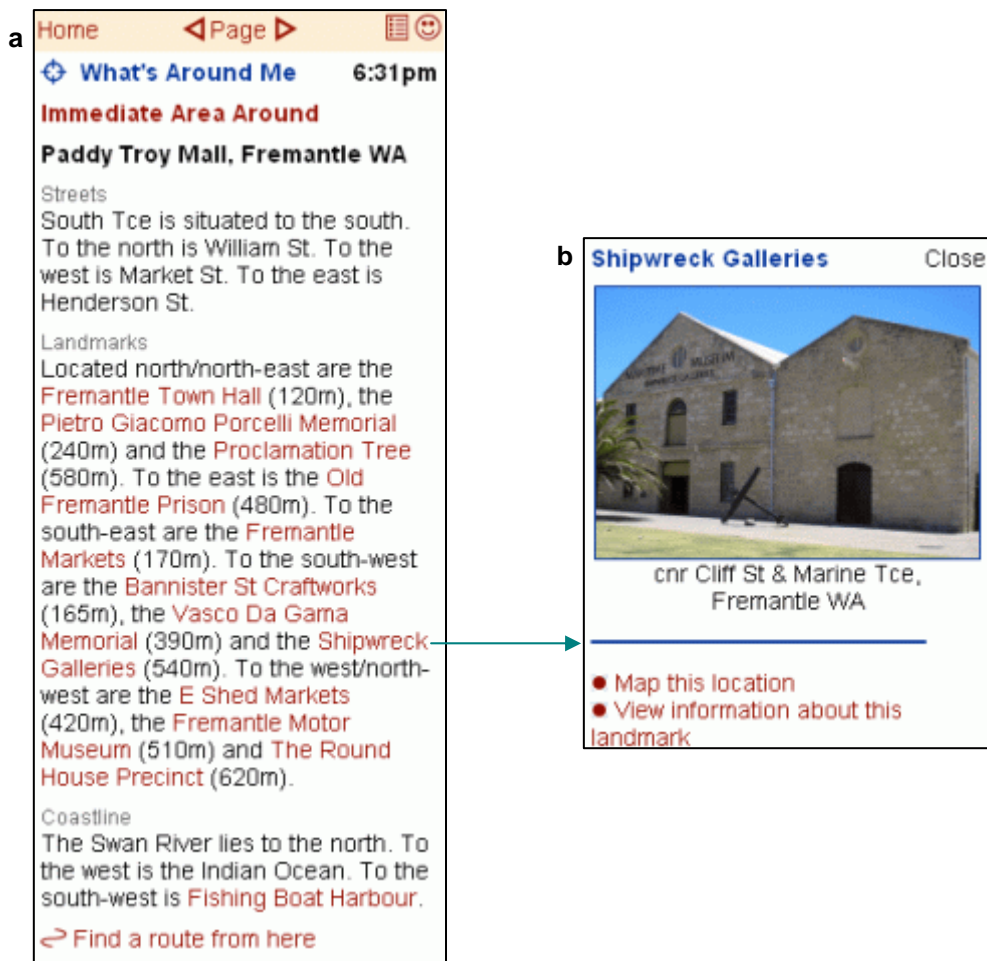 a
Home Page
What's Around Me 6:31pm
Immediate Area Around
Paddy Troy Mall, Fremantle WA
Streets
South Tce is situated to the south.
To the north is William St. To the
west is Market St. To the east is
Henderson St.
Landmarks
Located north/north-east are the
Fremantle Town Hall (120m), the
Pietro Giacomo Porcelli Memorial
(240m) and the Proclamation Tree
(580m). To the east is the Old
Fremantle Prison (480m). To the
south-east are the Fremantle
Markets (170m). To the south-west
are the Bannister St Craftworks
(165m), the Vasco Da Gama
Memorial (390m) and the Shipwreck
Galleries (540m). To the west/north-
west are the E Shed Markets
(420m), the Fremantle Motor
Museum (510m) and The Round
House Precinct (620m).
Coastline
The Swan River lies to the north. To
the west is the Indian Ocean. To the
south-west is Fishing Boat Harbour.
Find a route from here
b
Shipwreck Galleries Close
MUSEUM
cnr Cliff St & Marine Tce,
Fremantle WA
Map this location
View information about this
landmark